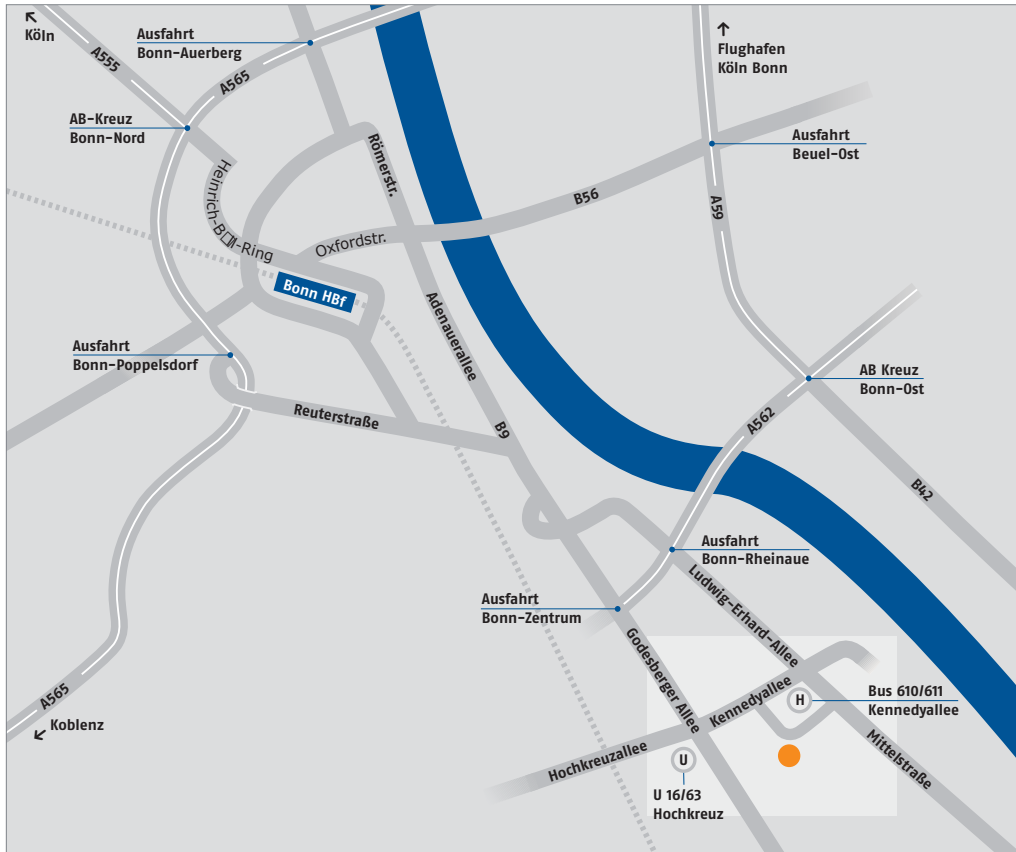 Köln
A555
Ausfahrt
Bonn-Auerberg
A565
Flughafen
Köln Bonn
AB-Kreuz
Bonn-Nord
Ausfahrt
Beuel-Ost
Römerstr.
B56
A59
Oxfordstr.
Bonn HBf
Adenauerallee
Ausfahrt
Bonn-Poppelsdorf
AB Kreuz
Bonn-Ost
Reuterstraße
B9
A562
B42
Ausfahrt
Bonn-Rheinaue
Ludwig-Erhard-Allee
Ausfahrt
Bonn-Zentrum
Godesberger Allee
A565
Koblenz
Kennedyallee
H
Bus 610/611
Kennedyallee
Mittelstraße
Hochkreuzallee
U
U 16/63
Hochkreuz